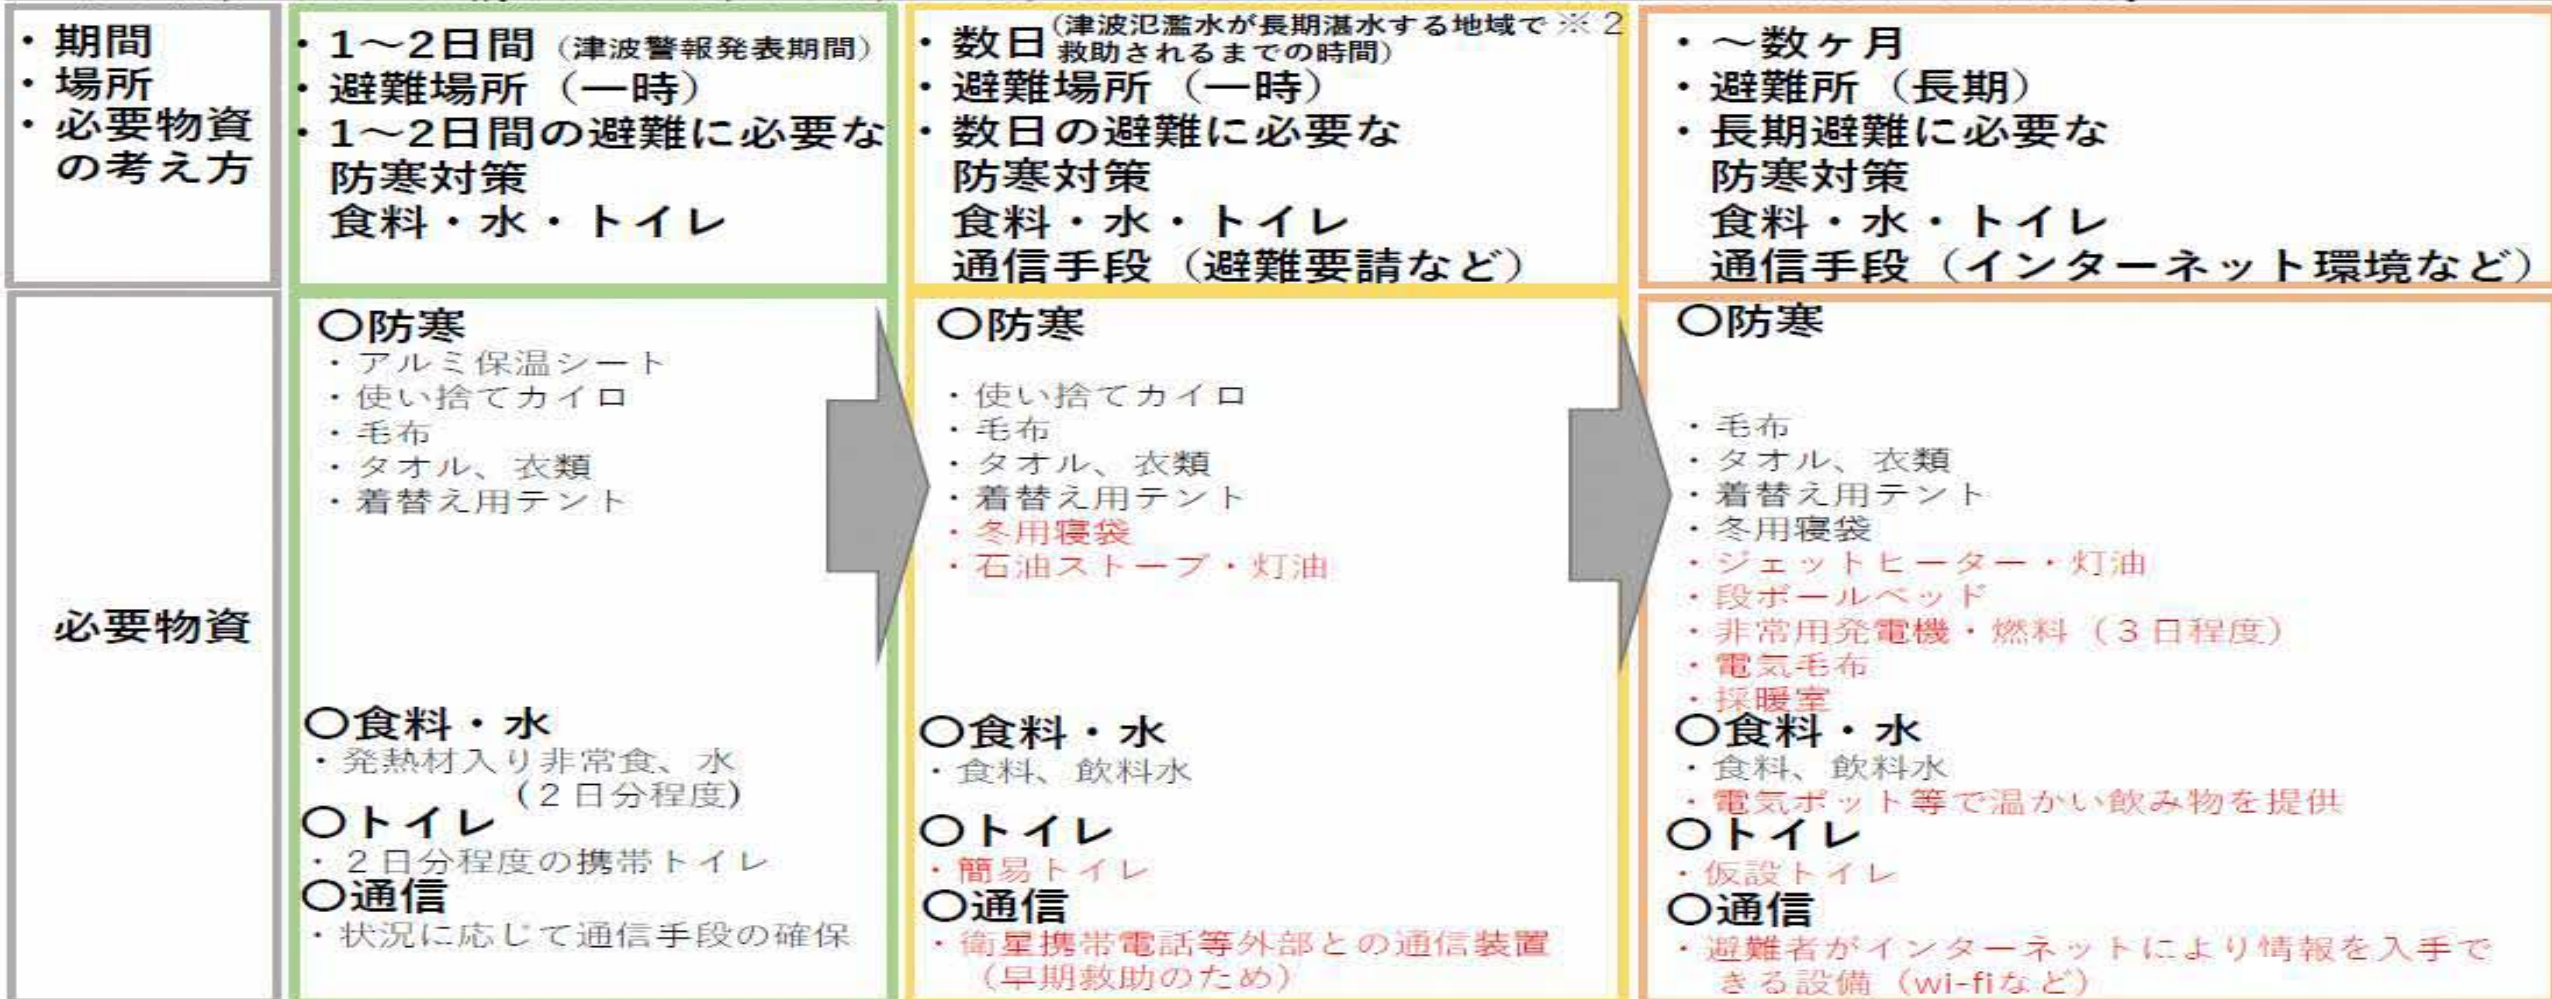 ・期間
・場所
・必要物資
の考え方
・1～2日間（津波警報発表期間）
・避難場所（一時）
・1～2日間の避難に必要な
防寒対策
食料・水・トイレ
・数日(津波氾濫水が長期湛水する地域で※2
救助されるまでの時間)
・避難場所（一時）
・数日の避難に必要な
防寒対策
食料・水・トイレ
通信手段（避難要請など）
・～数ヶ月
・避難所（長期）
・長期避難に必要な
防寒対策
食料・水・トイレ
通信手段（インターネット環境など）
必要物資
〇防寒
・アルミ保温シート
・使い捨てカイロ
・毛布
・タオル、衣類
・着替え用テント
〇食料・水
・発熱材入り非常食、水
(２日分程度)
〇トイレ
・２日分程度の携帯トイレ
〇通信
・状況に応じて通信手段の確保
〇防寒
・使い捨てカイロ
・毛布
・タオル、衣類
・着替え用テント
・冬用寝袋
・石油ストーブ・灯油
〇食料・水
・食料、飲料水
〇トイレ
・簡易トイレ
〇通信
・衛星携帯電話等外部との通信装置
（早期救助のため）
〇防寒
・毛布
・タオル、衣類
・着替え用テント
・冬用寝袋
・ジェットヒーター・灯油
・段ボールベッド
・非常用発電機・燃料（３日程度）
・電気毛布
・採暖室
〇食料・水
・食料、飲料水
・電気ポット等で温かい飲み物を提供
〇トイレ
・仮設トイレ
〇通信
・避難者がインターネットにより情報を入手で
きる設備（wi-fiなど）